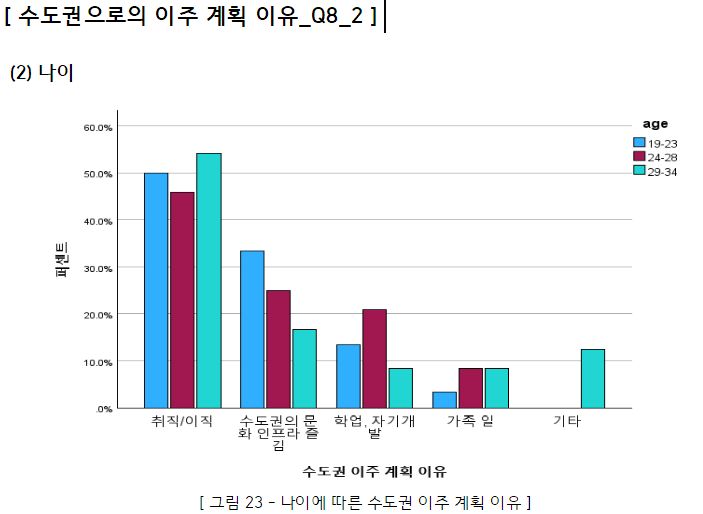 [ 수도권으로의 이주 계획 이유_Q8_2 ]
(2) 나이
age
19-23
24-28
29-34
60.0%
50.0%
40.0%
30.0%
20.0%
10.0%
.0%
퍼센트
취직/이직
수도권의 문
화 인프라 즐
김
학업, 자기개
발
가족 일
기타
수도권 이주 계획 이유
[ 그림 23 - 나이에 따른 수도권 이주 계획 이유 ]